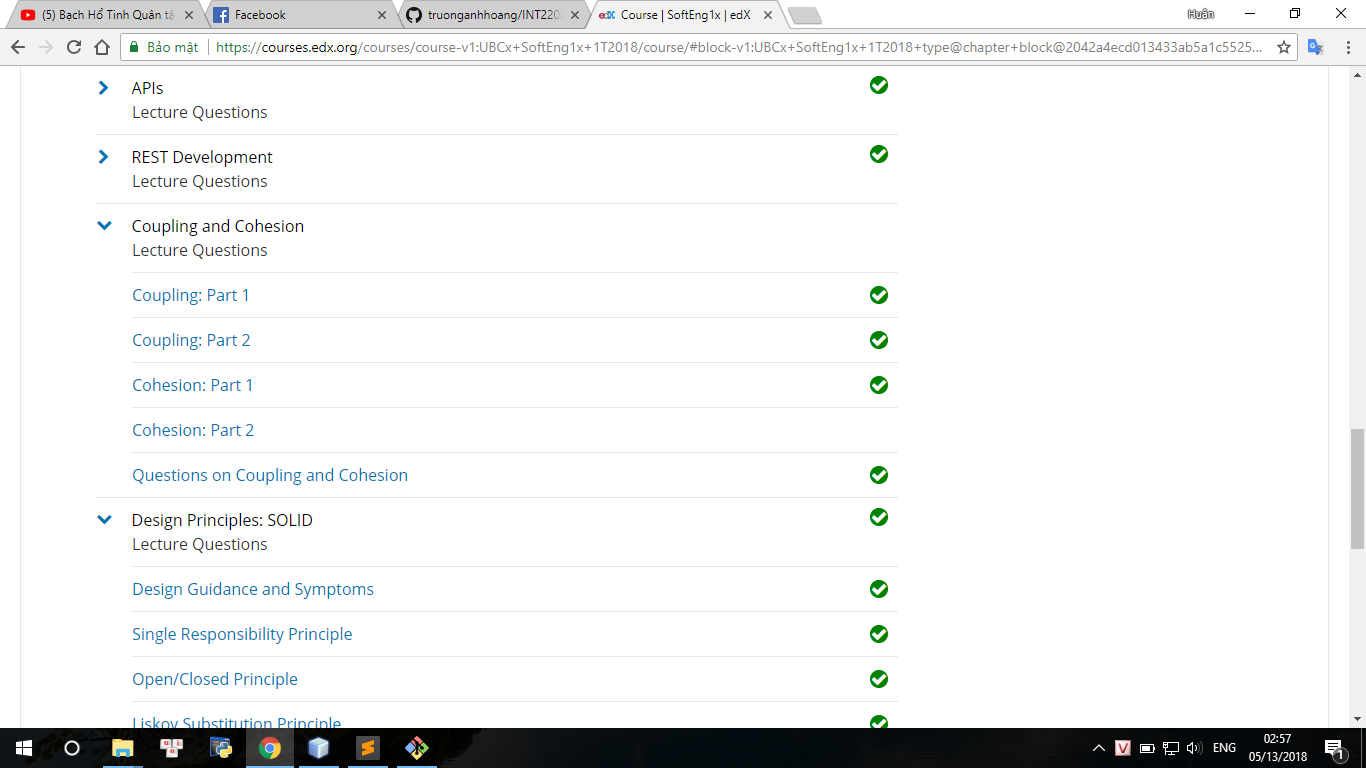 (5) Bạch Hổ Tinh Quân tậ
Facebook
truonganhhoang/INT220
edX Course | SoftEng1x | edX
Huấn
Bảo mật
https://courses.edx.org/courses/course-v1:UBCx+SoftEng1x+1T2018/course/#block-v1:UBCx+SoftEng1x+1T2018+type@chapter+block@2042a4ecd013433ab5a1c5525...
APIs
Lecture Questions
REST Development
Lecture Questions
Coupling and Cohesion
Lecture Questions
Coupling: Part 1
Coupling: Part 2
Cohesion: Part 1
Cohesion: Part 2
Questions on Coupling and Cohesion
Design Principles: SOLID
Lecture Questions
Design Guidance and Symptoms
Single Responsibility Principle
Open/Closed Principle
Liskov Substitution Principle
V
ENG
02:57
05/13/2018
1